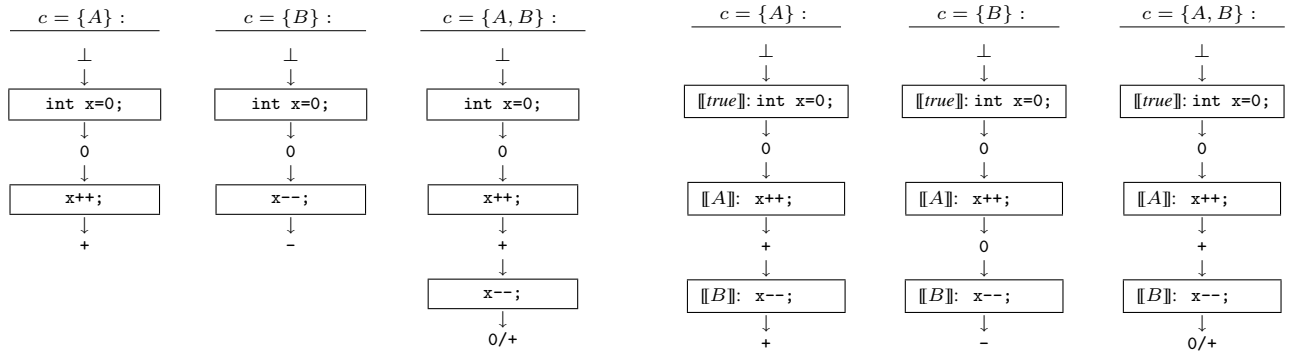 c = {A} : c = {B} : c = {A, B} : c = {A} : c = {B} : c = {A, B} :
⊥ ⊥ ⊥ ⊥ ⊥ ⊥
↓ ↓ ↓ ↓ ↓ ↓
int x=0; int x=0; int x=0; ⟦true⟧: int x=0; ⟦true⟧: int x=0; ⟦true⟧: int x=0;
↓ ↓ ↓ ↓ ↓ ↓
0 0 0 0 0 0
↓ ↓ ↓ ↓ ↓ ↓
x++; x--; x++; ⟦A⟧: x++; ⟦A⟧: x++; ⟦A⟧: x++;
↓ ↓ ↓ ↓ ↓ ↓
+ - + + 0 +
↓ ↓ ↓ ↓
x--; ⟦B⟧: x--; ⟦B⟧: x--; ⟦B⟧: x--;
↓ ↓ ↓ ↓
0/+ + - 0/+